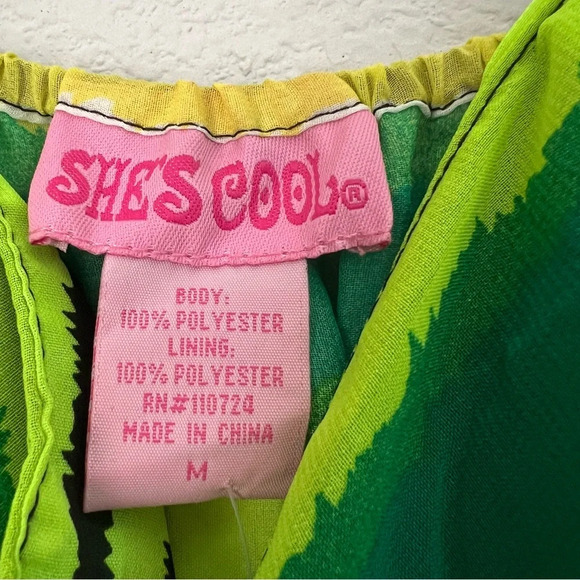 SHE'S COOL®
BODY:
100% POLYESTER
LINING:
100% POLYESTER
RN#110724
MADE IN CHINA
M